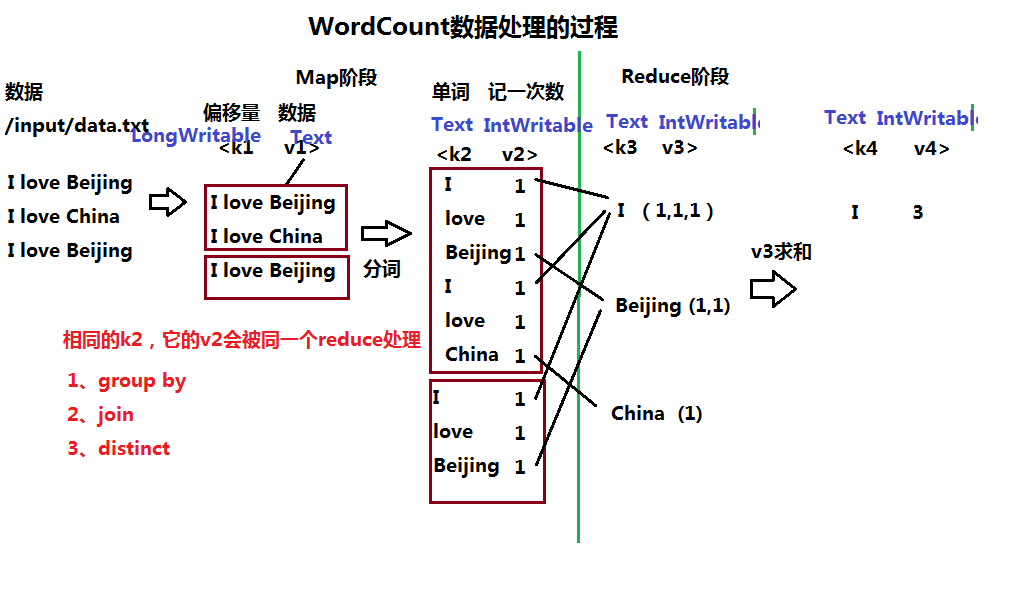 WordCount数据处理的过程
Map阶段
Reduce阶段
数据
/input/data.txt
偏移量 数据
LongWritable Text
<k1 v1>
单词 记一次数
Text IntWritable
<k2 v2>
Text IntWritabl
<k3 v3>
Text IntWritabl
<k4 v4>
I love Beijing
I love China
I love Beijing
I love Beijing
I love China
I love Beijing
分词
I 1
love 1
Beijing 1
I 1
love 1
China 1
I 1
love 1
Beijing 1
I （1,1,1）
Beijing (1,1)
China (1)
v3求和
I 3
相同的k2，它的v2会被同一个reduce处理
1、group by
2、join
3、distinct